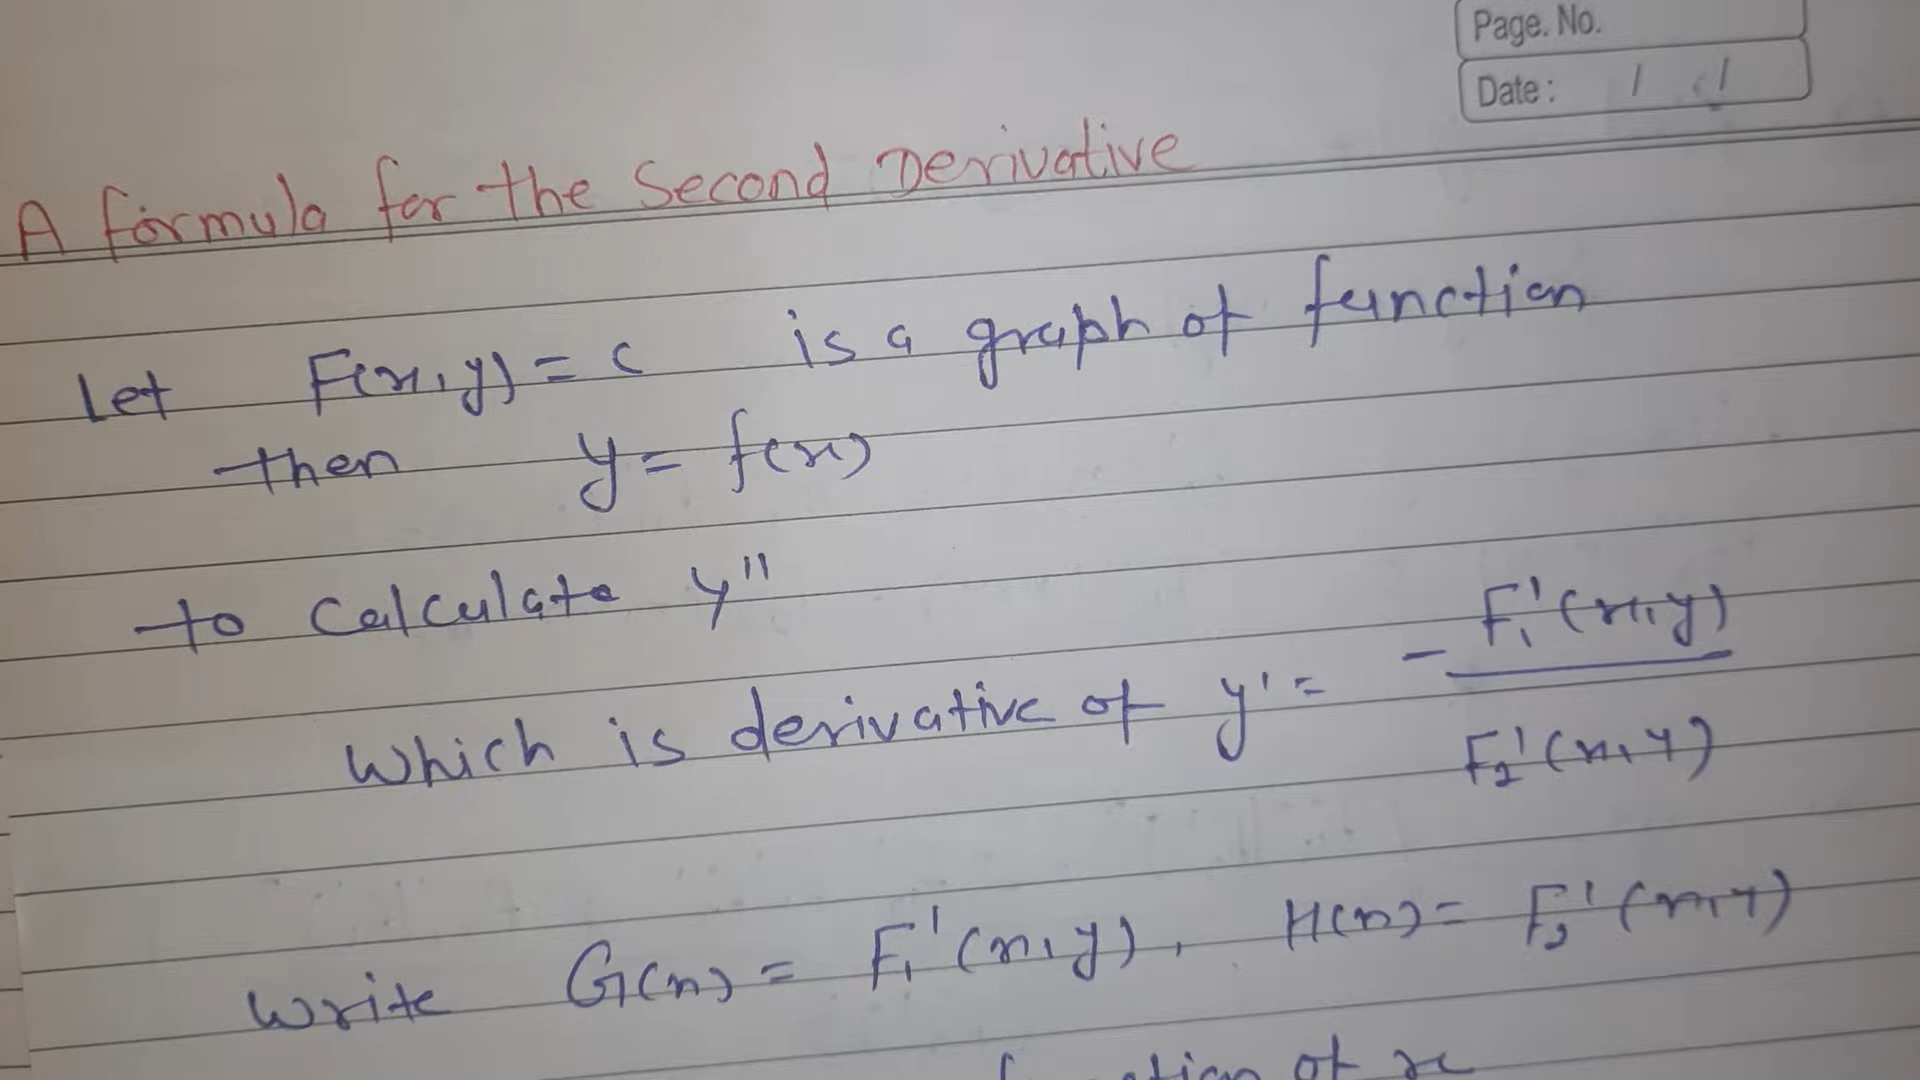 Page. No.
Date: / /
A formula for the Second Derivative
Let F(x,y) = c is a graph of function
then y = f(x)
to calculate y''
which is derivative of y' = - F₁'(x,y) / F₂'(x,y)
write G(x) = F₁'(x,y), H(x) = F₂'(x,y)
of x